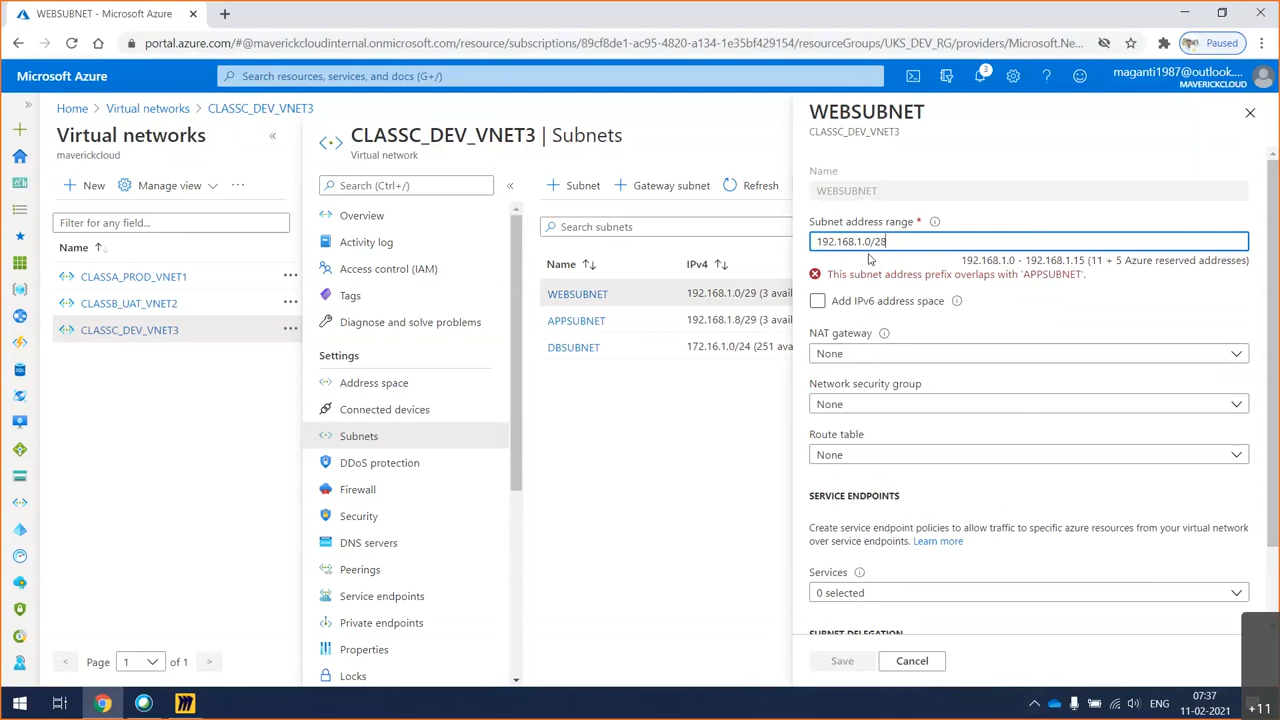 WEBSUBNET - Microsoft Azure
portal.azure.com/#@maverickcloudinternal.onmicrosoft.com/resource/subscriptions/89cf8de1-ac95-4820-a134-1e35bf429154/resourceGroups/UKS_DEV_RG/providers/Microsoft.Ne...
Paused
Microsoft Azure
Search resources, services, and docs (G+/)
3
maganti1987@outlook....
MAVERICKCLOUD
Home > Virtual networks > CLASSC_DEV_VNET3
Virtual networks
maverickcloud
New
Manage view
Filter for any field...
Name
CLASSA_PROD_VNET1
CLASSB_UAT_VNET2
CLASSC_DEV_VNET3
Page 1 of 1
CLASSC_DEV_VNET3 | Subnets
Virtual network
Search (Ctrl+/)
Overview
Activity log
Access control (IAM)
Tags
Diagnose and solve problems
Settings
Address space
Connected devices
Subnets
DDoS protection
Firewall
Security
DNS servers
Peerings
Service endpoints
Private endpoints
Properties
Locks
Subnet
Gateway subnet
Refresh
Search subnets
Name IPv4
WEBSUBNET 192.168.1.0/29 (3 avail
APPSUBNET 192.168.1.8/29 (3 avail
DBSUBNET 172.16.1.0/24 (251 ava
WEBSUBNET
CLASSC_DEV_VNET3
Name
WEBSUBNET
Subnet address range *
192.168.1.0/28
192.168.1.0 - 192.168.1.15 (11 + 5 Azure reserved addresses)
This subnet address prefix overlaps with 'APPSUBNET'.
Add IPv6 address space
NAT gateway
None
Network security group
None
Route table
None
SERVICE ENDPOINTS
Create service endpoint policies to allow traffic to specific azure resources from your virtual network
over service endpoints. Learn more
Services
0 selected
SUBNET DELEGATION
Save
Cancel
ENG
07:37
11-02-2021
+11